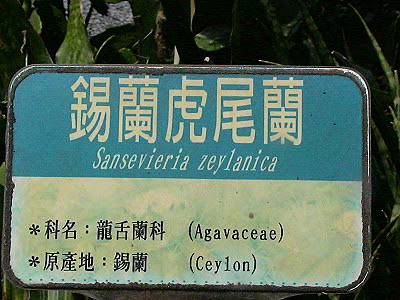 錫蘭虎尾蘭
Sansevieria zeylanica
*科名：龍舌蘭科 (Agavaceae)
*原產地：錫蘭 (Ceylon)